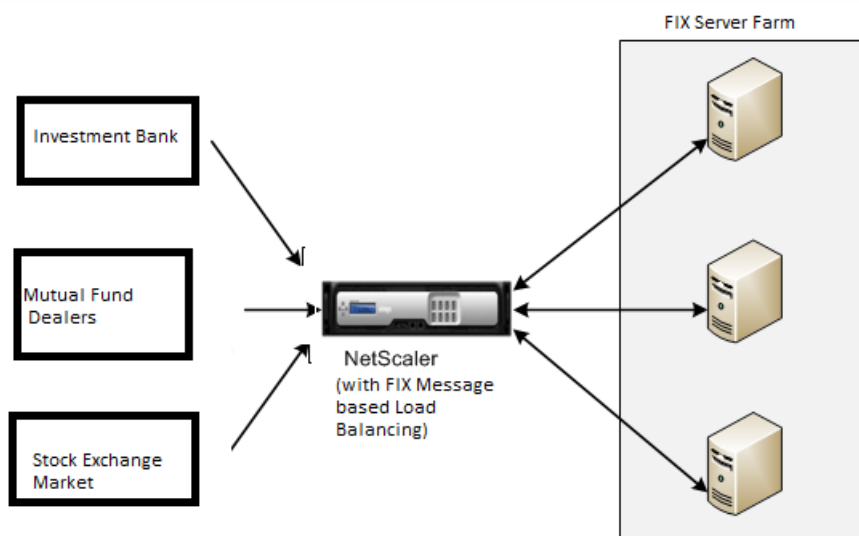 FIX Server Farm
Investment Bank
Mutual Fund
Dealers
Stock Exchange
Market
NetScaler
(with FIX Message
based Load
Balancing)